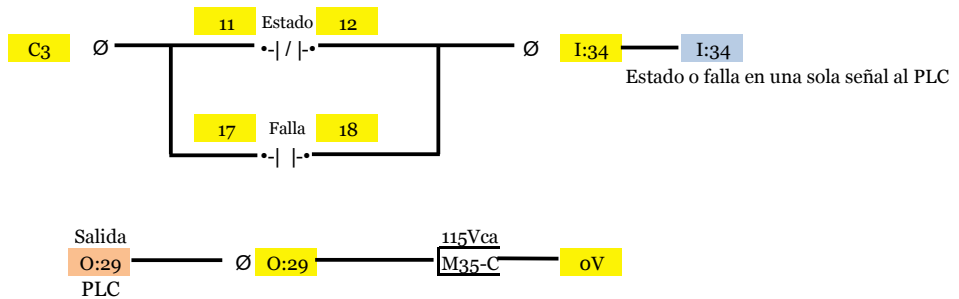 11 Estado 12
C3 Ø •-| / |-• Ø I:34 I:34
Estado o falla en una sola señal al PLC
17 Falla 18
•-| |-•
Salida 115Vca
O:29 Ø O:29 M35-C 0V
PLC